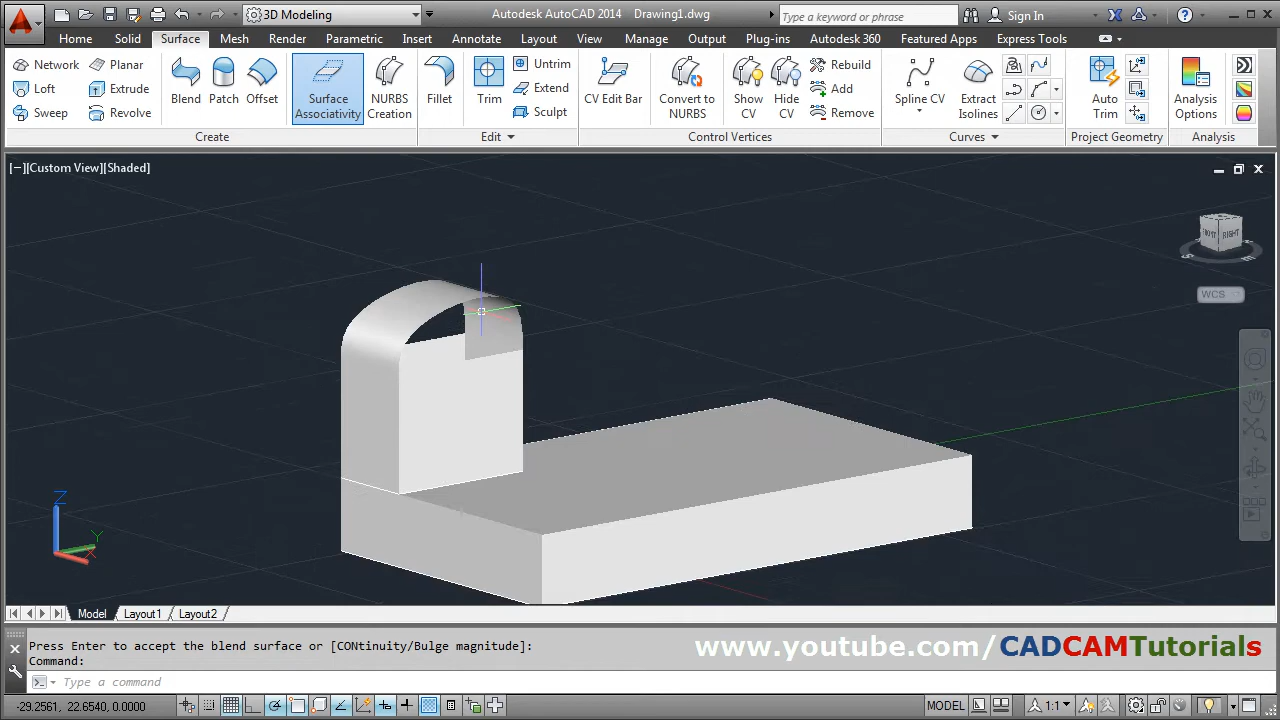 3D Modeling
Autodesk AutoCAD 2014 Drawing1.dwg
Type a keyword or phrase
Sign In
Home Solid Surface Mesh Render Parametric Insert Annotate Layout View Manage Output Plug-ins Autodesk 360 Featured Apps Express Tools
Network Planar
Loft Extrude
Sweep Revolve
Blend Patch Offset
Surface Associativity
NURBS Creation
Fillet
Trim
Untrim
Extend
Sculpt
CV Edit Bar
Convert to NURBS
Show CV
Hide CV
Rebuild
Add
Remove
Spline CV
Extract Isolines
Auto Trim
Analysis Options
Create Edit Control Vertices Curves Project Geometry Analysis
[−][Custom View][Shaded]
RIGHT
WCS
Z
Y
X
Model Layout1 Layout2
Press Enter to accept the blend surface or [CONtinuity/Bulge magnitude]:
Command:
Type a command
www.youtube.com/CADCAMTutorials
-29.2561, 22.6540, 0.0000
MODEL
1:1